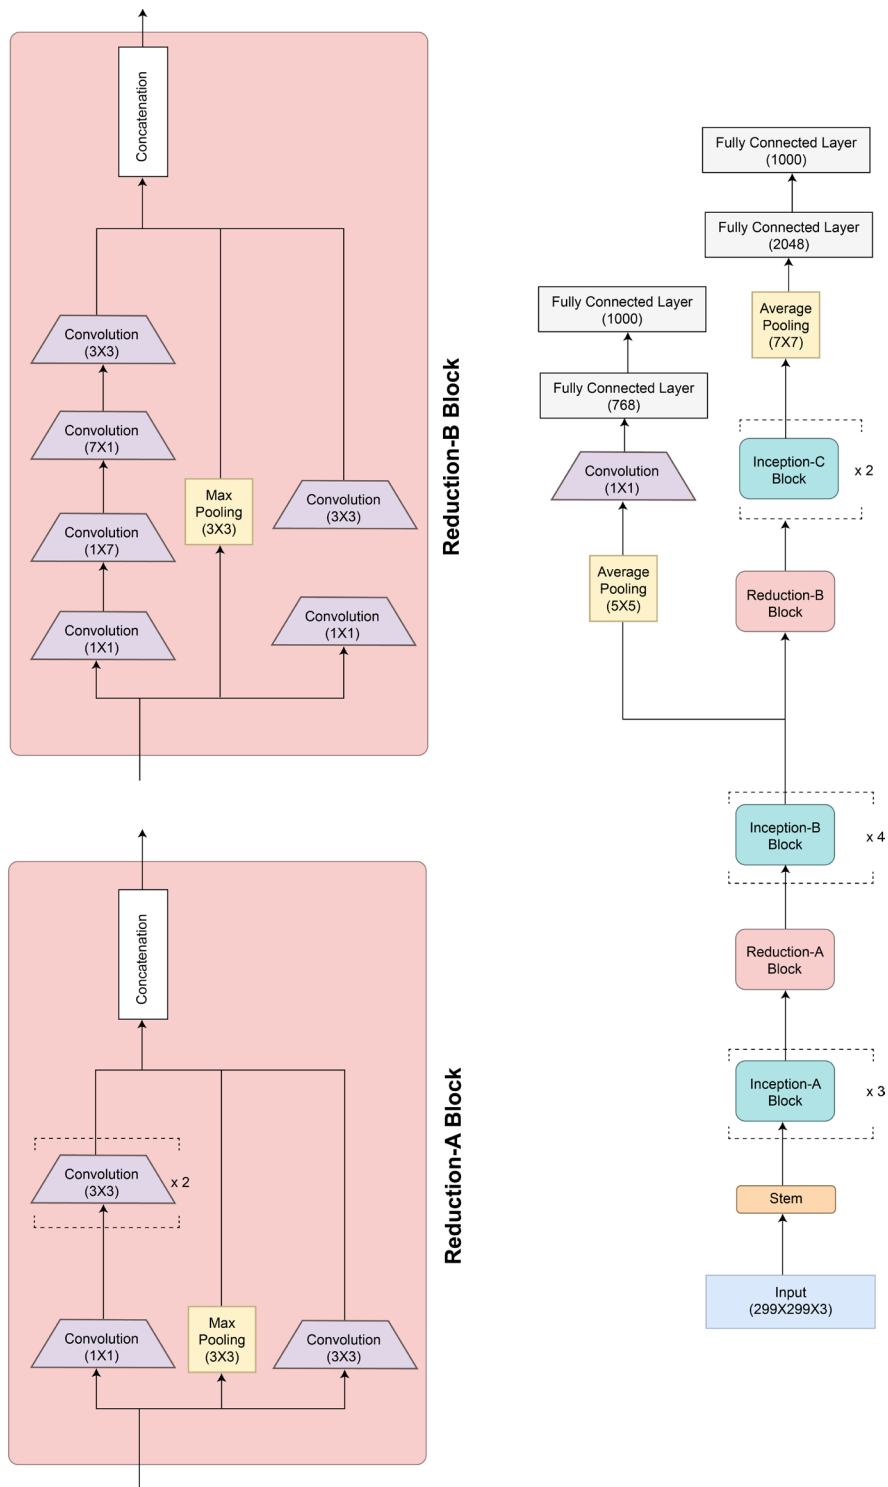 Concatenation
Convolution
(3X3)
Convolution
(7X1)
Convolution
(1X7)
Convolution
(1X1)
Max
Pooling
(3X3)
Convolution
(3X3)
Convolution
(1X1)
Reduction-B Block
Concatenation
Convolution
(3X3)
x 2
Convolution
(1X1)
Max
Pooling
(3X3)
Convolution
(3X3)
Reduction-A Block
Fully Connected Layer
(1000)
Fully Connected Layer
(2048)
Average
Pooling
(7X7)
Inception-C
Block
x 2
Reduction-B
Block
Fully Connected Layer
(1000)
Fully Connected Layer
(768)
Convolution
(1X1)
Average
Pooling
(5X5)
Inception-B
Block
x 4
Reduction-A
Block
Inception-A
Block
x 3
Stem
Input
(299X299X3)